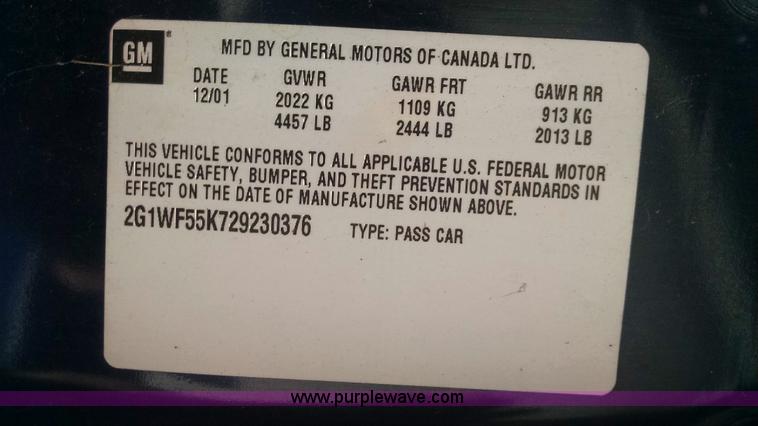 GM
MFD BY GENERAL MOTORS OF CANADA LTD.
DATE GVWR GAWR FRT GAWR RR
12/01 2022 KG 1109 KG 913 KG
4457 LB 2444 LB 2013 LB
THIS VEHICLE CONFORMS TO ALL APPLICABLE U.S. FEDERAL MOTOR
VEHICLE SAFETY, BUMPER, AND THEFT PREVENTION STANDARDS IN
EFFECT ON THE DATE OF MANUFACTURE SHOWN ABOVE.
2G1WF55K729230376 TYPE: PASS CAR
www.purplewave.com